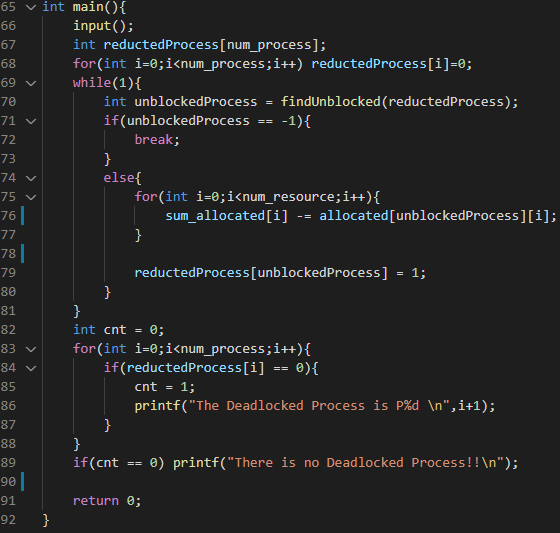 65 int main(){
66 input();
67 int reductedProcess[num_process];
68 for(int i=0;i<num_process;i++) reductedProcess[i]=0;
69 while(1){
70 int unblockedProcess = findUnblocked(reductedProcess);
71 if(unblockedProcess == -1){
72 break;
73 }
74 else{
75 for(int i=0;i<num_resource;i++){
76 sum_allocated[i] -= allocated[unblockedProcess][i];
77 }
78
79 reductedProcess[unblockedProcess] = 1;
80 }
81 }
82 int cnt = 0;
83 for(int i=0;i<num_process;i++){
84 if(reductedProcess[i] == 0){
85 cnt = 1;
86 printf("The Deadlocked Process is P%d \n",i+1);
87 }
88 }
89 if(cnt == 0) printf("There is no Deadlocked Process!!\n");
90
91 return 0;
92 }